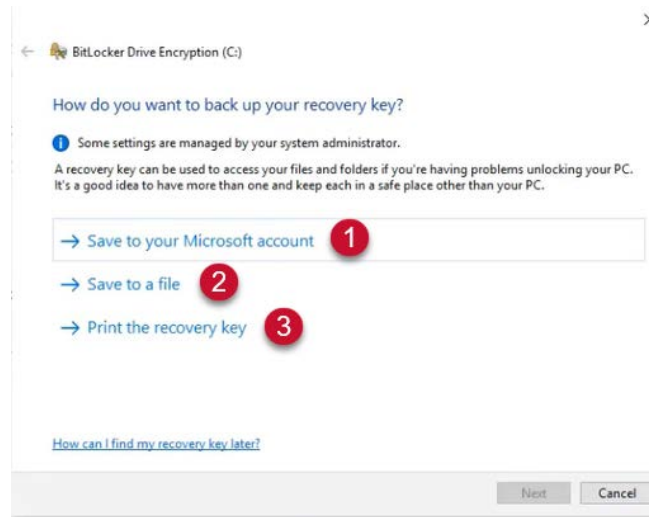 BitLocker Drive Encryption (C:)
How do you want to back up your recovery key?
Some settings are managed by your system administrator.
A recovery key can be used to access your files and folders if you're having problems unlocking your PC.
It's a good idea to have more than one and keep each in a safe place other than your PC.
→ Save to your Microsoft account 1
→ Save to a file 2
→ Print the recovery key 3
How can I find my recovery key later?
Next Cancel